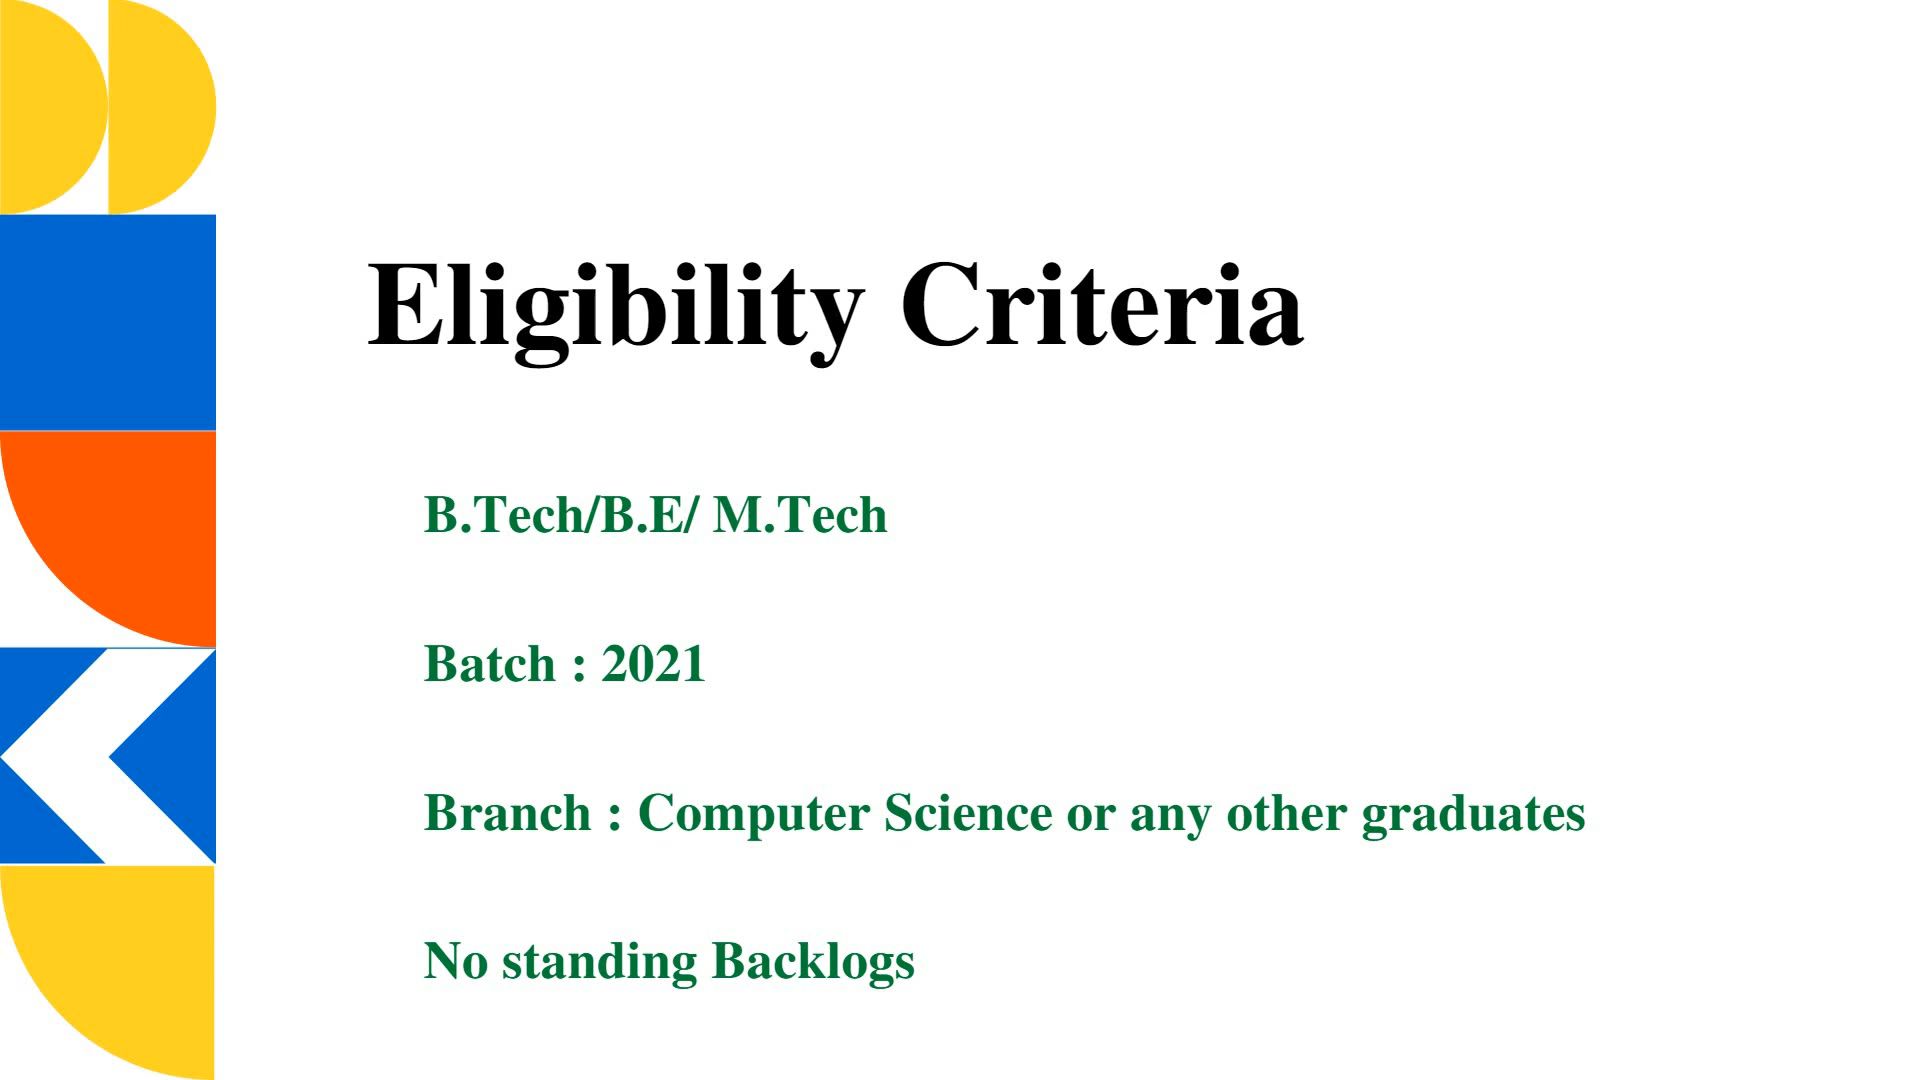 Eligibility Criteria
B.Tech/B.E/ M.Tech
Batch : 2021
Branch : Computer Science or any other graduates
No standing Backlogs